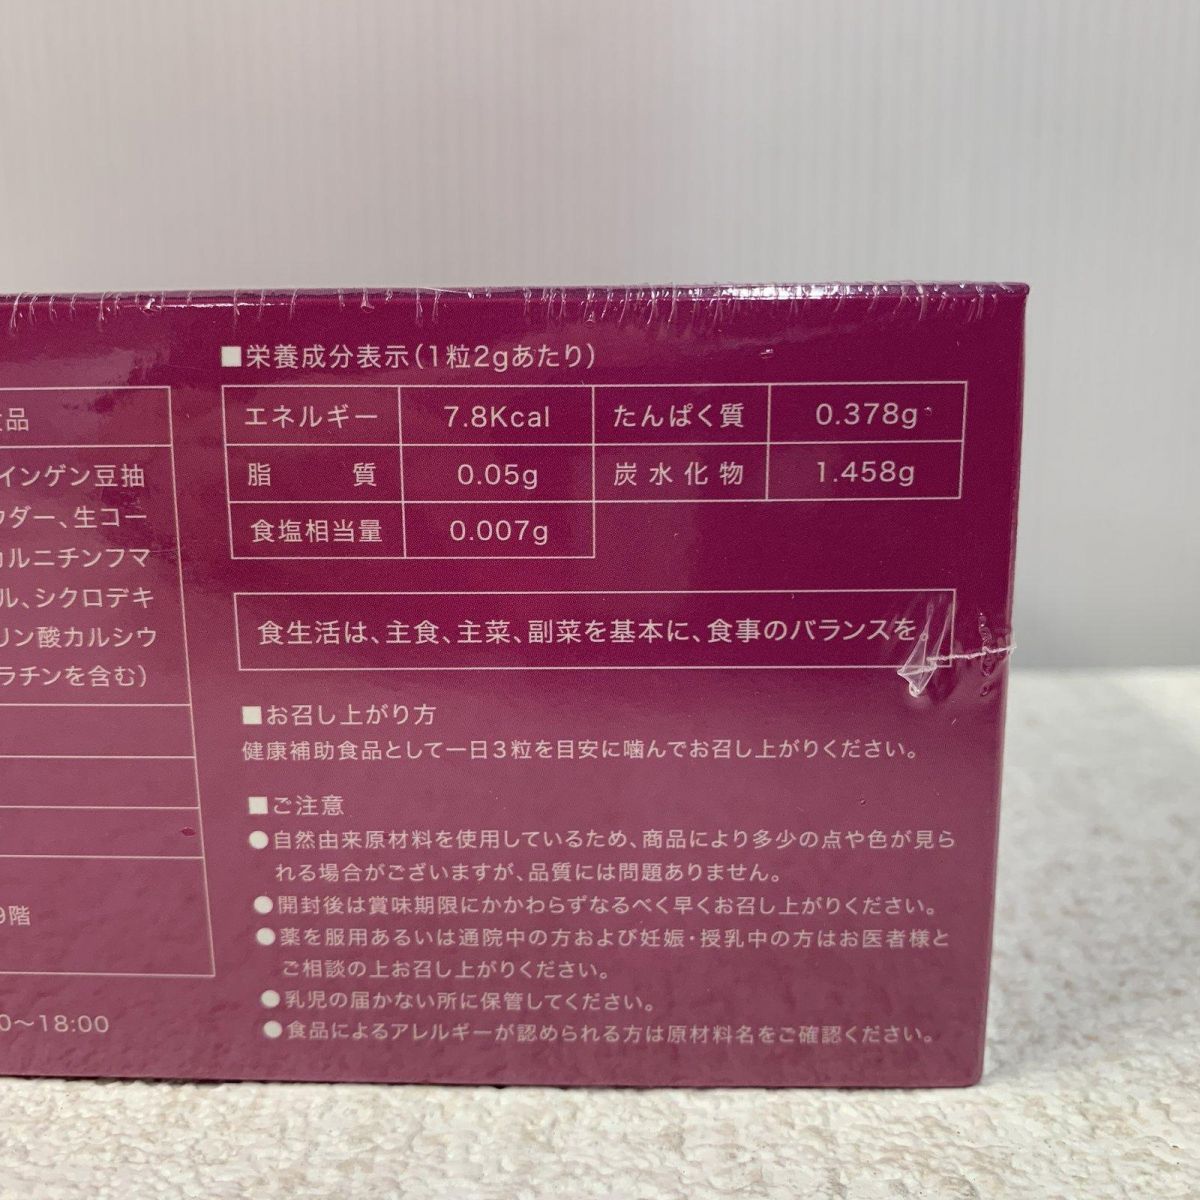 食品
インゲン豆抽
ウダー、生コー
カルニチンフマ
ル、シクロデキ
リン酸カルシウ
ラチンを含む）
9階
0〜18:00
■栄養成分表示（1粒2gあたり）
エネルギー 7.8Kcal たんぱく質 0.378g
脂質 0.05g 炭水化物 1.458g
食塩相当量 0.007g
食生活は、主食、主菜、副菜を基本に、食事のバランスを。
■お召し上がり方
健康補助食品として一日3粒を目安に噛んでお召し上がりください。
■ご注意
●自然由来原材料を使用しているため、商品により多少の点や色が見ら
れる場合がございますが、品質には問題ありません。
●開封後は賞味期限にかかわらずなるべく早くお召し上がりください。
●薬を服用あるいは通院中の方および妊娠・授乳中の方はお医者様と
ご相談の上お召し上がりください。
●乳児の届かない所に保管してください。
●食品によるアレルギーが認められる方は原材料名をご確認ください。